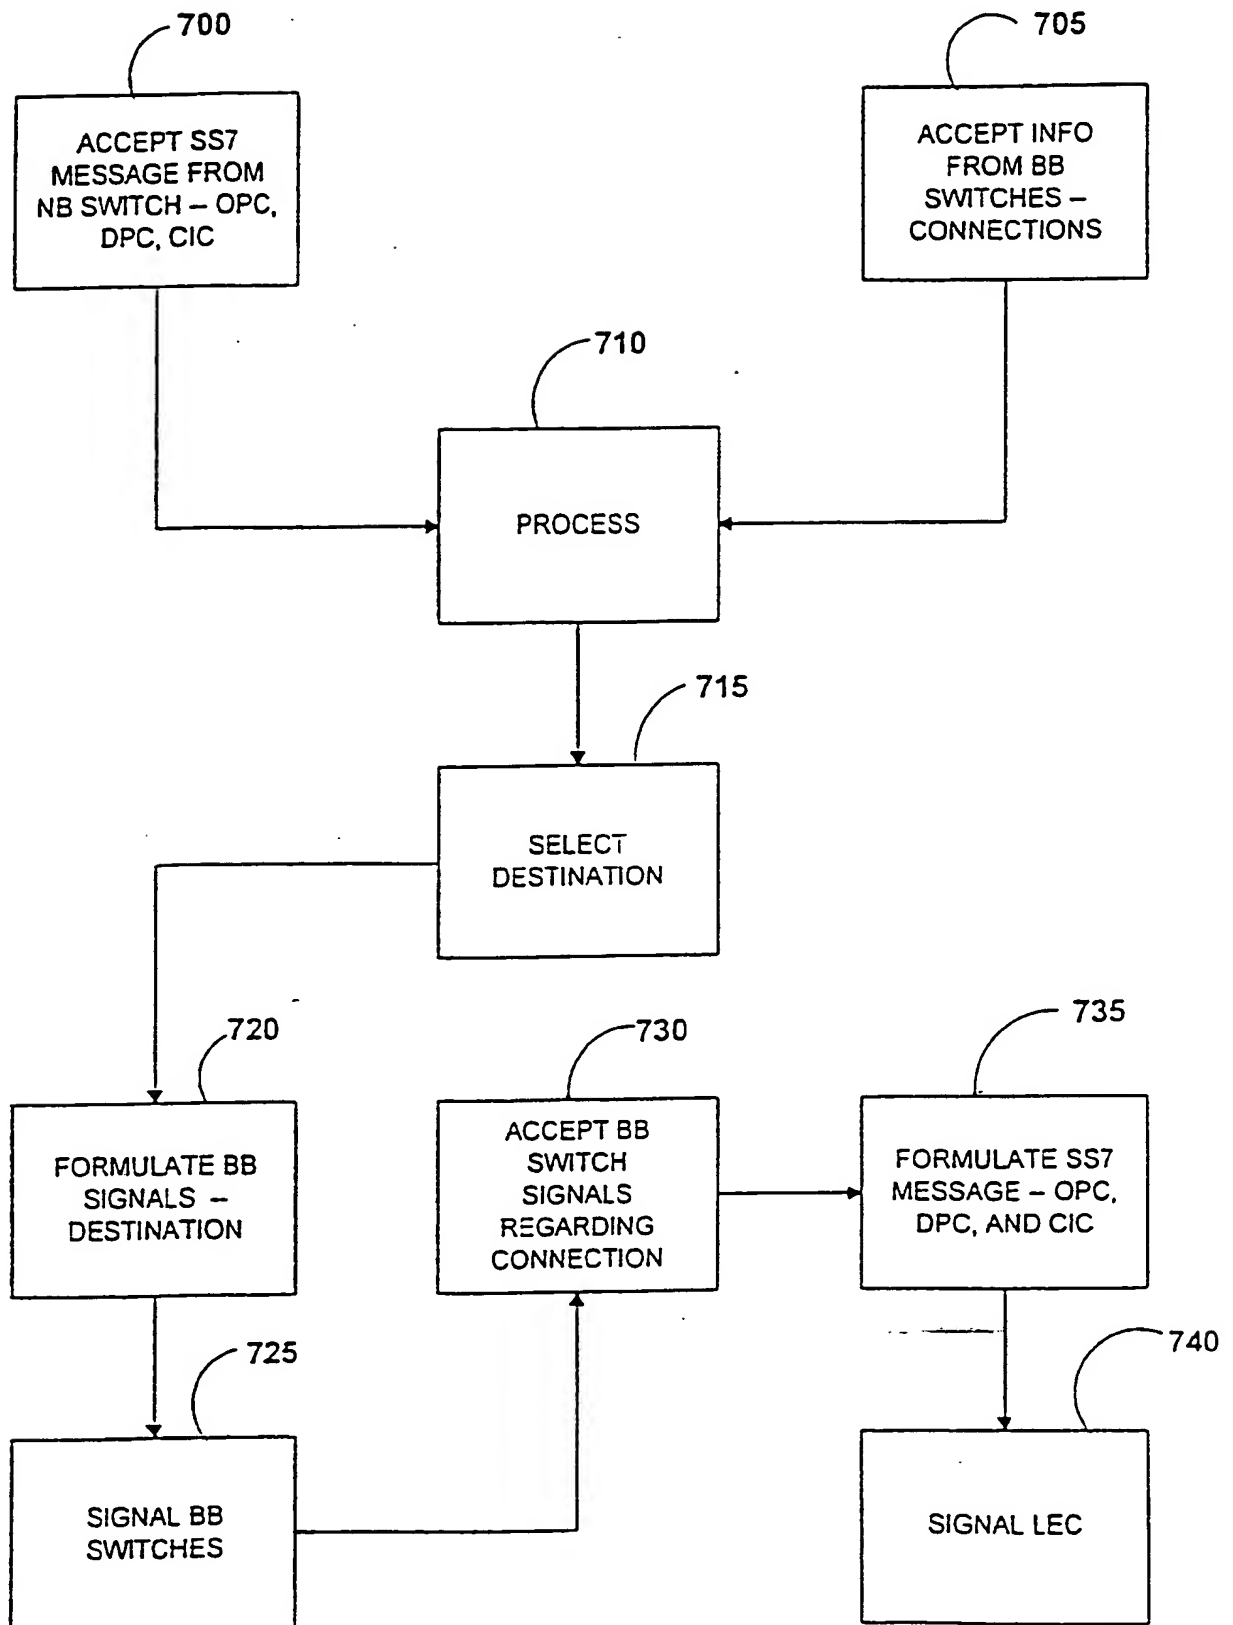 700
705
ACCEPT SS7
MESSAGE FROM
NB SWITCH – OPC,
DPC, CIC
ACCEPT INFO
FROM BB
SWITCHES –
CONNECTIONS
710
PROCESS
715
SELECT
DESTINATION
720
730
735
FORMULATE BB
SIGNALS –
DESTINATION
ACCEPT BB
SWITCH
SIGNALS
REGARDING
CONNECTION
FORMULATE SS7
MESSAGE – OPC,
DPC, AND CIC
725
740
SIGNAL BB
SWITCHES
SIGNAL LEC